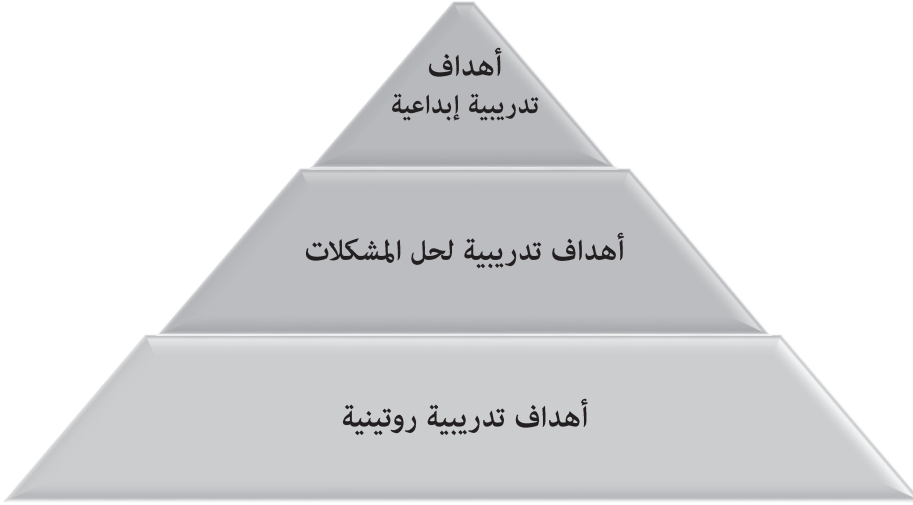 أهداف
تدريبية إبداعية
أهداف تدريبية لحل المشكلات
أهداف تدريبية روتينية